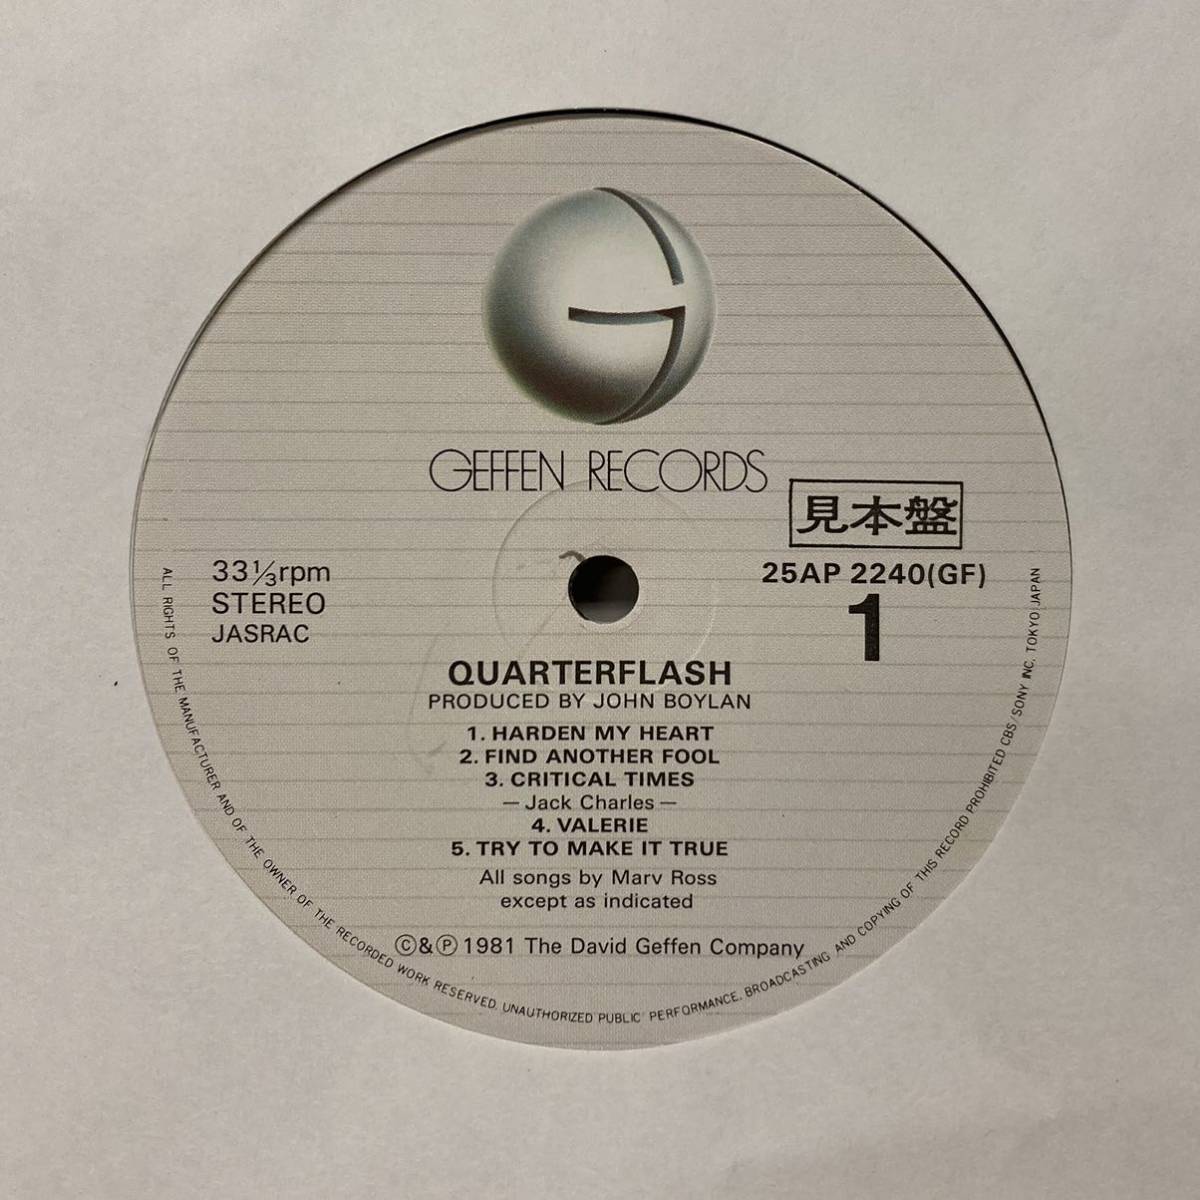 GEFFEN RECORDS
見本盤
33⅓rpm
STEREO
JASRAC
25AP 2240(GF)
1
QUARTERFLASH
PRODUCED BY JOHN BOYLAN
1. HARDEN MY HEART
2. FIND ANOTHER FOOL
3. CRITICAL TIMES
— Jack Charles —
4. VALERIE
5. TRY TO MAKE IT TRUE
All songs by Marv Ross
except as indicated
©&℗ 1981 The David Geffen Company
ALL RIGHTS OF THE MANUFACTURER AND OF THE OWNER OF THE RECORDED WORK RESERVED. UNAUTHORIZED PUBLIC PERFORMANCE, BROADCASTING AND COPYING OF THIS RECORD PROHIBITED CBS/SONY INC. TOKYO JAPAN